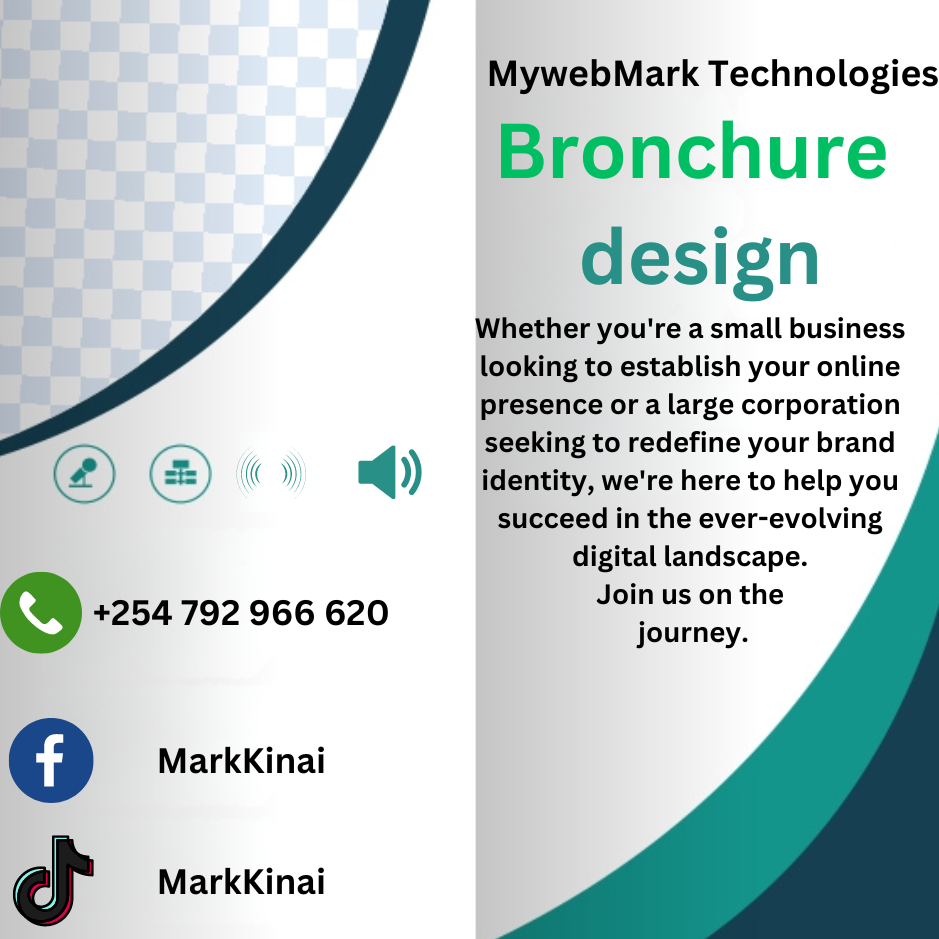 MywebMark Technologies
Bronchure
design
Whether you're a small business
looking to establish your online
presence or a large corporation
seeking to redefine your brand
identity, we're here to help you
succeed in the ever-evolving
digital landscape.
Join us on the
journey.
+254 792 966 620
MarkKinai
MarkKinai